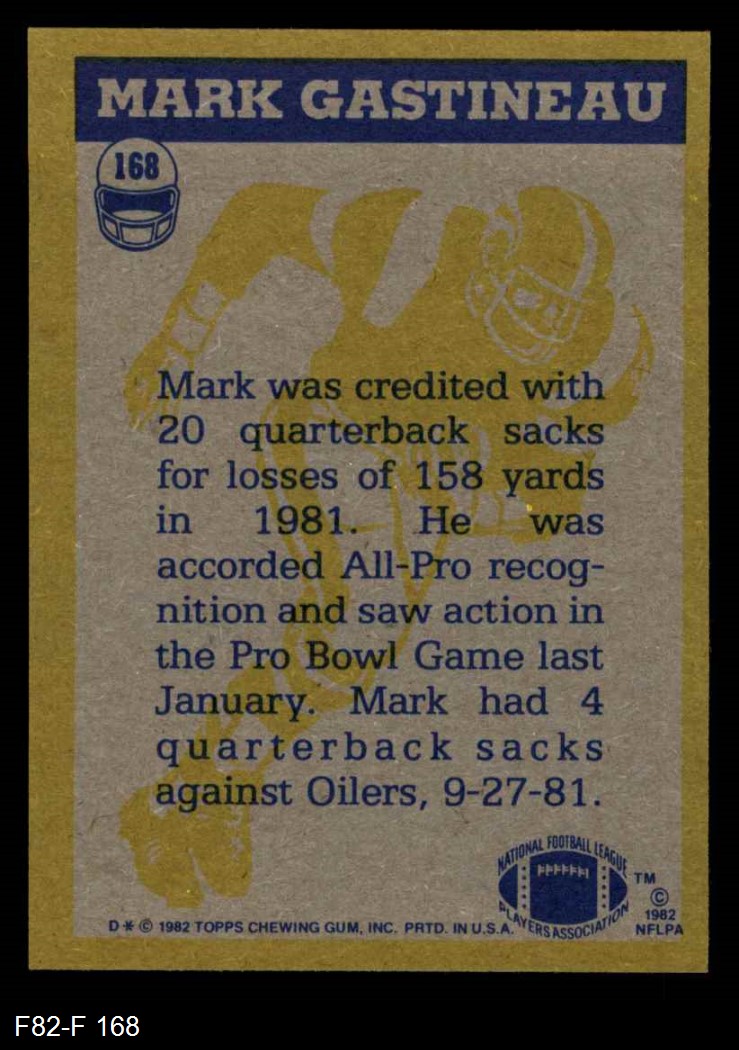 MARK GASTINEAU
168
Mark was credited with
20 quarterback sacks
for losses of 158 yards
in 1981. He was
accorded All-Pro recog-
nition and saw action in
the Pro Bowl Game last
January. Mark had 4
quarterback sacks
against Oilers, 9-27-81.
NATIONAL FOOTBALL LEAGUE
PLAYERS ASSOCIATION
TM
©
1982
NFLPA
D * © 1982 TOPPS CHEWING GUM, INC. PRTD. IN U.S.A.
F82-F 168